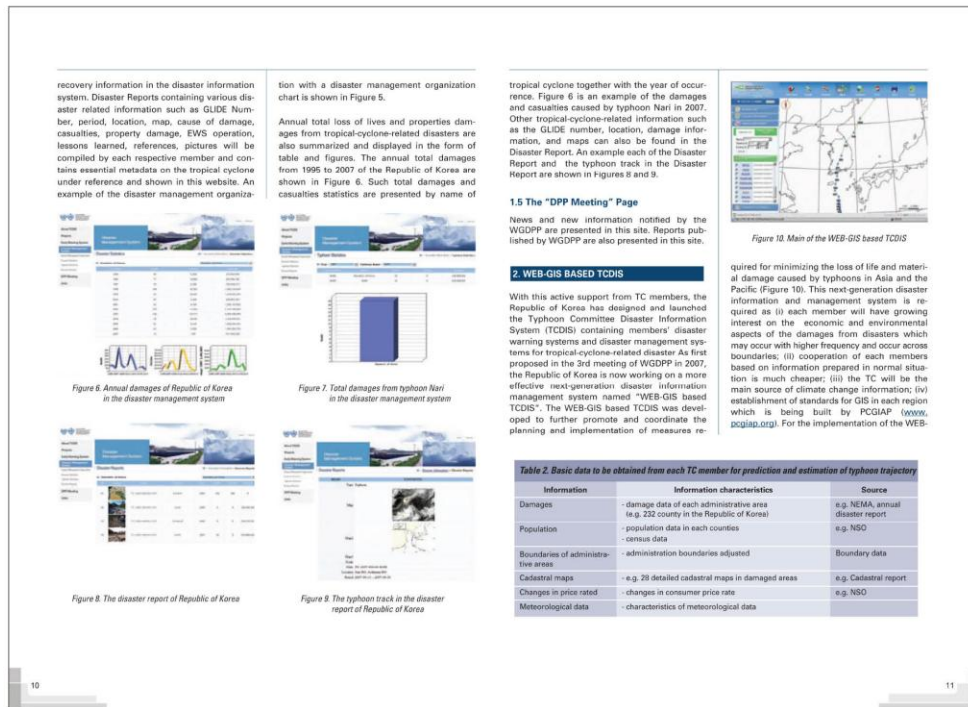 recovery information in the disaster information
system. Disaster Reports containing various dis-
aster related information such as GLIDE Num-
ber, period, location, map, cause of damage,
casualties, property damage, EWS operation,
lessons learned, references, pictures will be
compiled by each respective member and con-
tains essential metadata on the tropical cyclone
under reference and shown in this website. An
example of the disaster management organiza-
tion with a disaster management organization
chart is shown in Figure 5.
Annual total loss of lives and properties dam-
ages from tropical-cyclone-related disasters are
also summarized and displayed in the form of
table and figures. The annual total damages
from 1995 to 2007 of the Republic of Korea are
shown in Figure 6. Such total damages and
casualties statistics are presented by name of
Disaster
Management System
Disaster Statistics
Figure 6. Annual damages of Republic of Korea
in the disaster management system
Disaster
Management System
Typhoon Statistics
Figure 7. Total damages from typhoon Nari
in the disaster management system
Disaster
Management System
Disaster Reports
Figure 8. The disaster report of Republic of Korea
Disaster
Management System
Disaster Reports
Figure 9. The typhoon track in the disaster
report of Republic of Korea
10
tropical cyclone together with the year of occur-
rence. Figure 6 is an example of the damages
and casualties caused by typhoon Nari in 2007.
Other tropical-cyclone-related information such
as the GLIDE number, location, damage infor-
mation, and maps can also be found in the
Disaster Report. An example each of the Disaster
Report and the typhoon track in the Disaster
Report are shown in Figures 8 and 9.
1.5 The "DPP Meeting" Page
News and new information notified by the
WGDPP are presented in this site. Reports pub-
lished by WGDPP are also presented in this site.
2. WEB-GIS BASED TCDIS
With this active support from TC members, the
Republic of Korea has designed and launched
the Typhoon Committee Disaster Information
System (TCDIS) containing members' disaster
warning systems and disaster management sys-
tems for tropical-cyclone-related disaster As first
proposed in the 3rd meeting of WGDPP in 2007,
the Republic of Korea is now working on a more
effective next-generation disaster information
management system named "WEB-GIS based
TCDIS". The WEB-GIS based TCDIS was devel-
oped to further promote and coordinate the
planning and implementation of measures re-
Figure 10. Main of the WEB-GIS based TCDIS
quired for minimizing the loss of life and materi-
al damage caused by typhoons in Asia and the
Pacific (Figure 10). This next-generation disaster
information and management system is re-
quired as (i) each member will have growing
interest on the economic and environmental
aspects of the damages from disasters which
may occur with higher frequency and occur across
boundaries; (ii) cooperation of each members
based on information prepared in normal situa-
tion is much cheaper; (iii) the TC will be the
main source of climate change information; (iv)
establishment of standards for GIS in each region
which is being built by PCGIAP (www.
pcgiap.org). For the implementation of the WEB-
Table 2. Basic data to be obtained from each TC member for prediction and estimation of typhoon trajectory
Information Information characteristics Source
Damages - damage data of each administrative area e.g. NEMA, annual
(e.g. 232 county in the Republic of Korea) disaster report
Population - population data in each counties e.g. NSO
- census data
Boundaries of administra- - administration boundaries adjusted Boundary data
tive areas
Cadastral maps - e.g. 28 detailed cadastral maps in damaged areas e.g. Cadastral report
Changes in price rated - changes in consumer price rate e.g. NSO
Meteorological data - characteristics of meteorological data
11